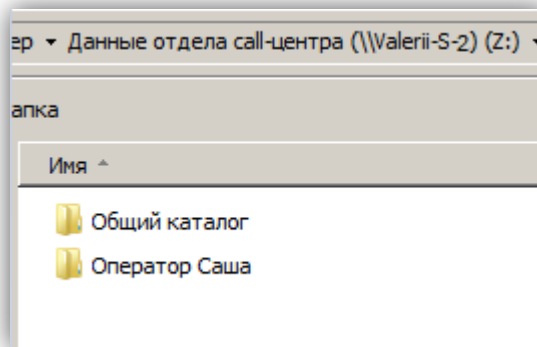 ер Данные отдела call-центра (\\Valerii-S-2) (Z:)
апка
Имя
Общий каталог
Оператор Саша